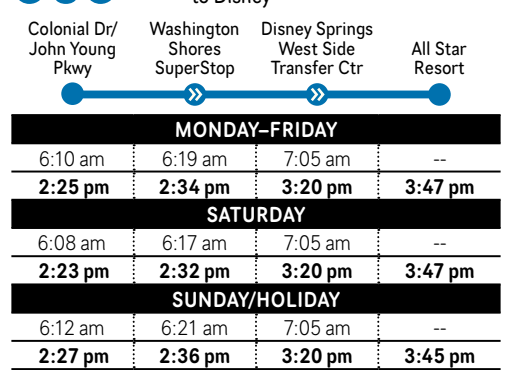 to Disney
Colonial Dr/
John Young
Pkwy
Washington
Shores
SuperStop
Disney Springs
West Side
Transfer Ctr
All Star
Resort
MONDAY–FRIDAY
6:10 am 6:19 am 7:05 am --
2:25 pm 2:34 pm 3:20 pm 3:47 pm
SATURDAY
6:08 am 6:17 am 7:05 am --
2:23 pm 2:32 pm 3:20 pm 3:47 pm
SUNDAY/HOLIDAY
6:12 am 6:21 am 7:05 am --
2:27 pm 2:36 pm 3:20 pm 3:45 pm